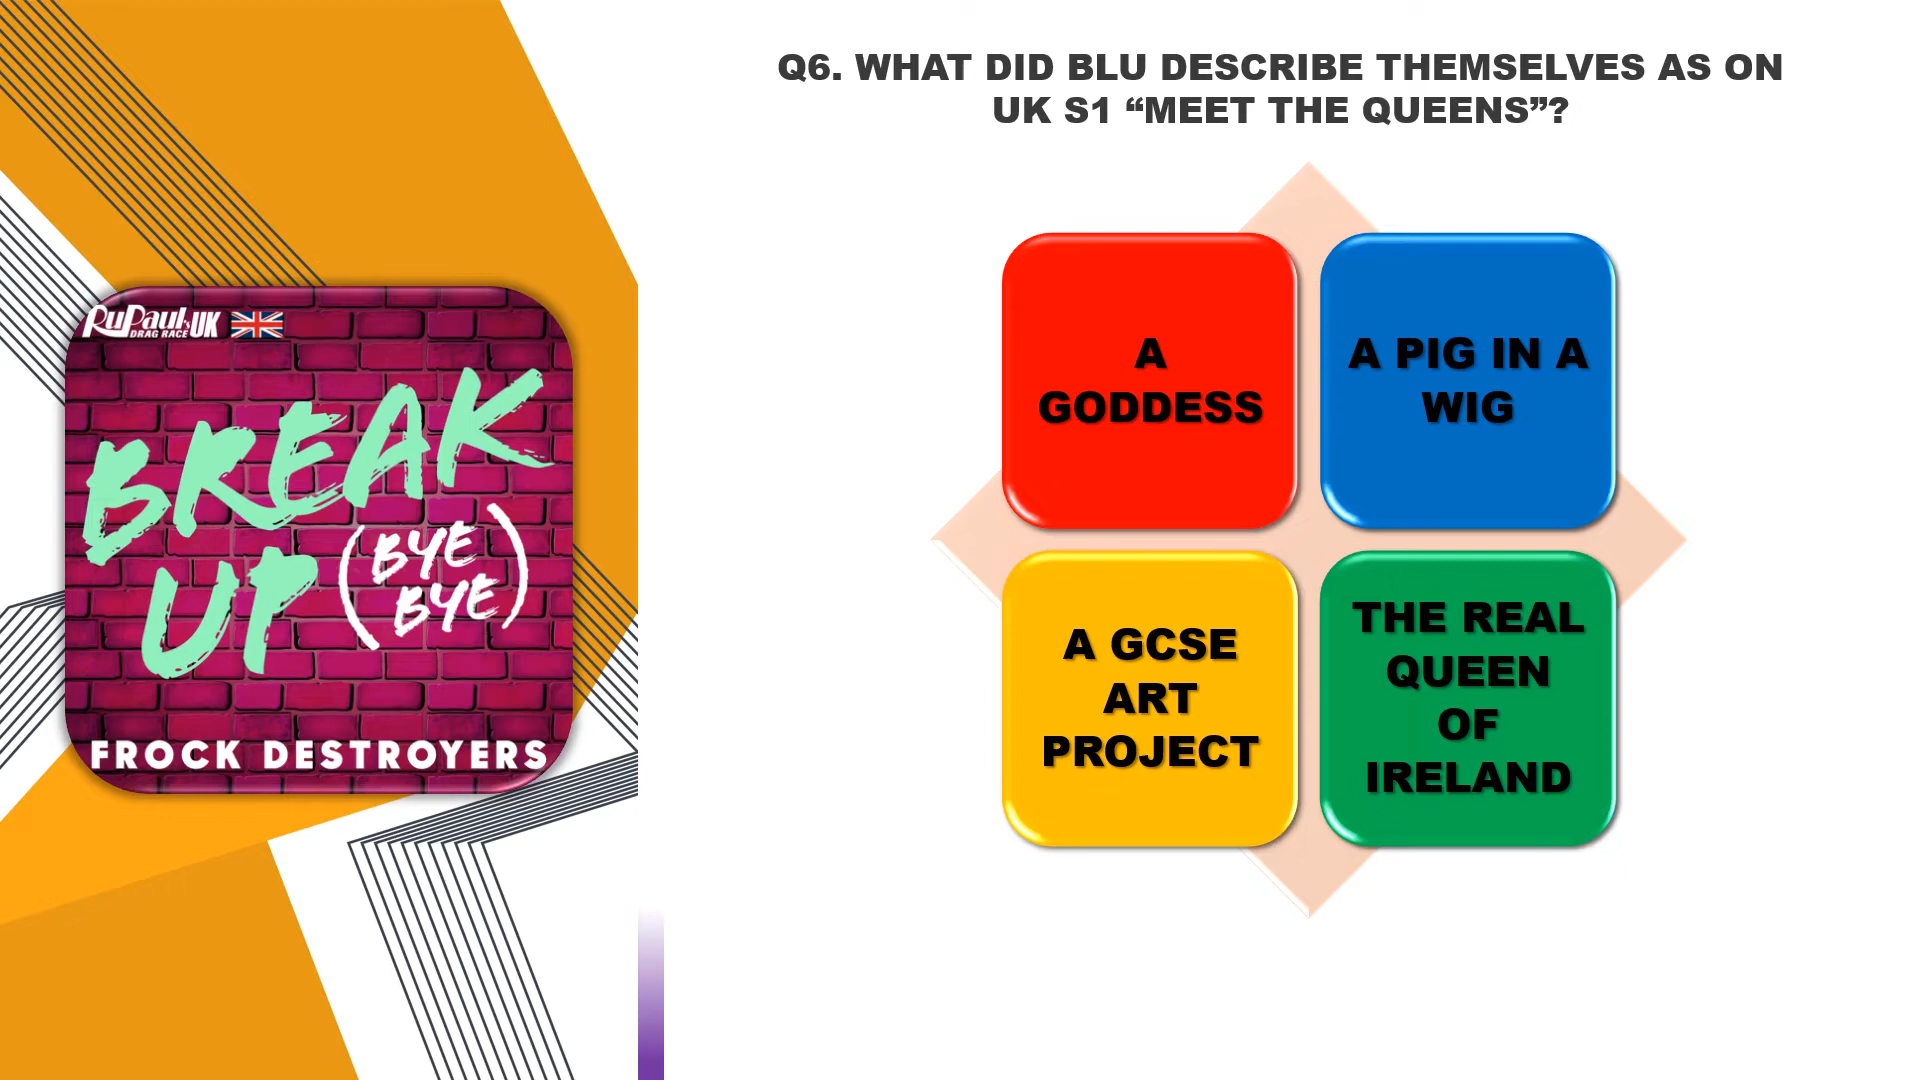 Q6. WHAT DID BLU DESCRIBE THEMSELVES AS ON
UK S1 “MEET THE QUEENS”?
RuPaul's UK
DRAG RACE
BREAK
UP
(BYE
BYE)
FROCK DESTROYERS
A
GODDESS
A PIG IN A
WIG
A GCSE
ART
PROJECT
THE REAL
QUEEN
OF
IRELAND